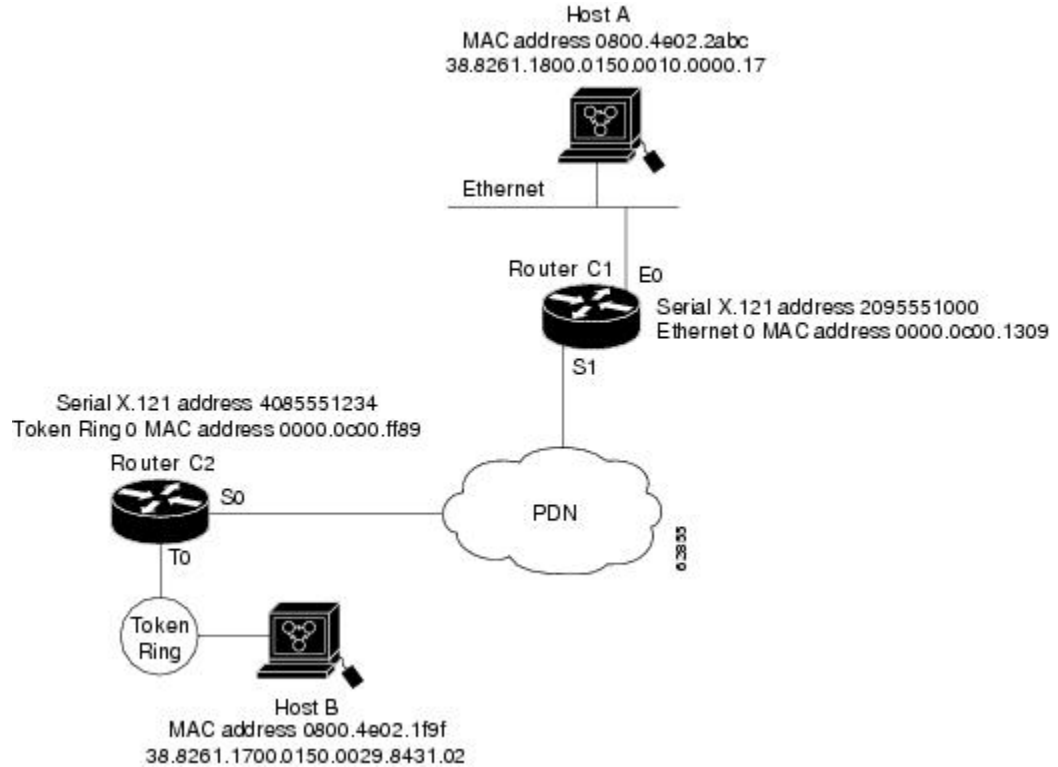 Host A
MAC address 0800.4e02.2abc
38.8261.1800.0150.0010.0000.17
Ethernet
Router C1
E0
Serial X.121 address 2095551000
Ethernet 0 MAC address 0000.0c00.1309
S1
Serial X.121 address 4085551234
Token Ring 0 MAC address 0000.0c00.ff89
Router C2
S0
PDN
62855
T0
Token
Ring
Host B
MAC address 0800.4e02.1f9f
38.8261.1700.0150.0029.8431.02